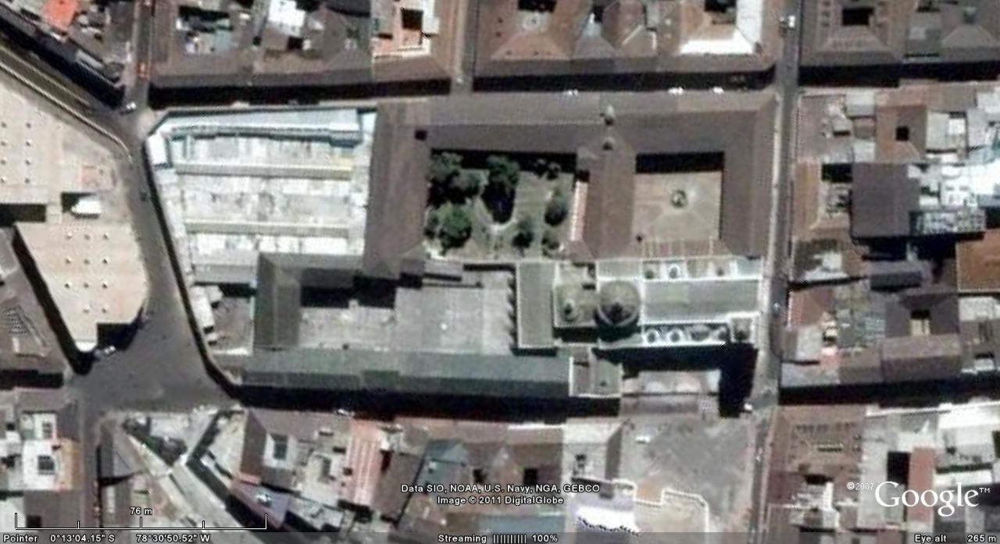 Data SIO, NOAA, U.S. Navy, NGA, GEBCO
Image © 2011 DigitalGlobe
©2007 Google™
76 m
Pointer 0°13'04.15" S 78°30'50.52" W Streaming |||||||||| 100% Eye alt 265 m